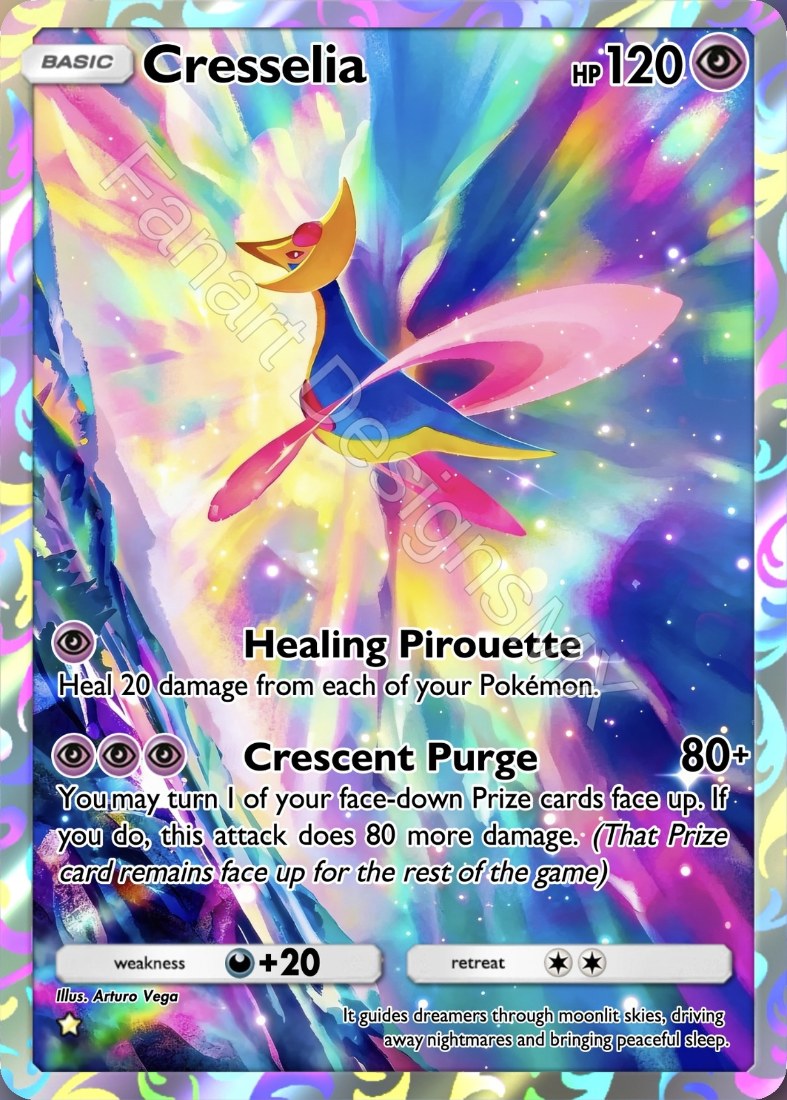 BASIC
Cresselia
HP 120
Fanart DesignsMX
Healing Pirouette
Heal 20 damage from each of your Pokémon.
Crescent Purge 80+
You may turn 1 of your face-down Prize cards face up. If
you do, this attack does 80 more damage. (That Prize
card remains face up for the rest of the game)
weakness +20
retreat
Illus. Arturo Vega
It guides dreamers through moonlit skies, driving
away nightmares and bringing peaceful sleep.